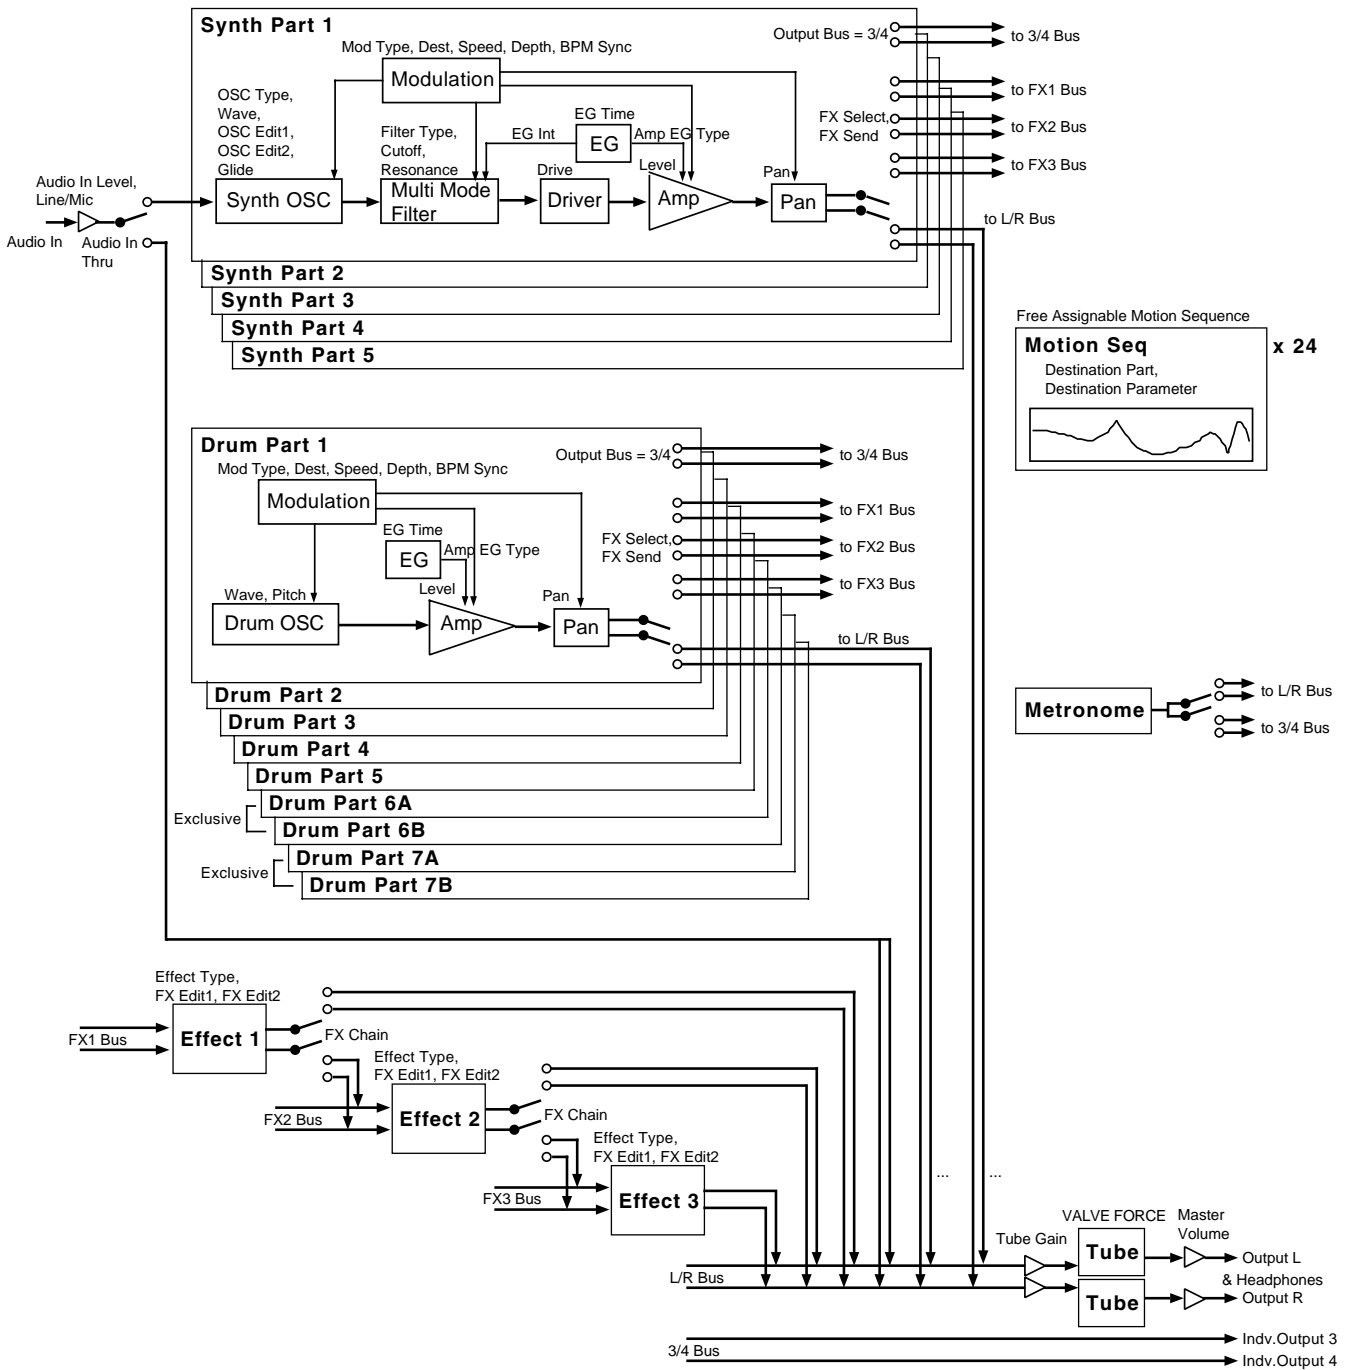 Synth Part 1
Mod Type, Dest, Speed, Depth, BPM Sync
Modulation
OSC Type,
Wave,
OSC Edit1,
OSC Edit2,
Glide
Filter Type,
Cutoff,
Resonance
EG Int
EG Time
EG
Amp EG Type
Level
Drive
Pan
Synth OSC
Multi Mode
Filter
Driver
Amp
Pan
Output Bus = 3/4
to 3/4 Bus
to FX1 Bus
FX Select,
FX Send
to FX2 Bus
to FX3 Bus
to L/R Bus
Audio In Level,
Line/Mic
Audio In
Audio In
Thru
Synth Part 2
Synth Part 3
Synth Part 4
Synth Part 5
Free Assignable Motion Sequence
Motion Seq
x 24
Destination Part,
Destination Parameter
Drum Part 1
Mod Type, Dest, Speed, Depth, BPM Sync
Modulation
EG Time
EG
Amp EG Type
Level
Wave, Pitch
Pan
Drum OSC
Amp
Pan
Output Bus = 3/4
to 3/4 Bus
to FX1 Bus
FX Select,
FX Send
to FX2 Bus
to FX3 Bus
to L/R Bus
Drum Part 2
Drum Part 3
Drum Part 4
Drum Part 5
Drum Part 6A
Exclusive
Drum Part 6B
Drum Part 7A
Exclusive
Drum Part 7B
Metronome
to L/R Bus
to 3/4 Bus
Effect Type,
FX Edit1, FX Edit2
Effect 1
FX1 Bus
FX Chain
Effect Type,
FX Edit1, FX Edit2
Effect 2
FX2 Bus
FX Chain
Effect Type,
FX Edit1, FX Edit2
Effect 3
FX3 Bus
...
...
L/R Bus
Tube Gain
VALVE FORCE
Tube
Tube
Master
Volume
Output L
& Headphones
Output R
3/4 Bus
Indv.Output 3
Indv.Output 4